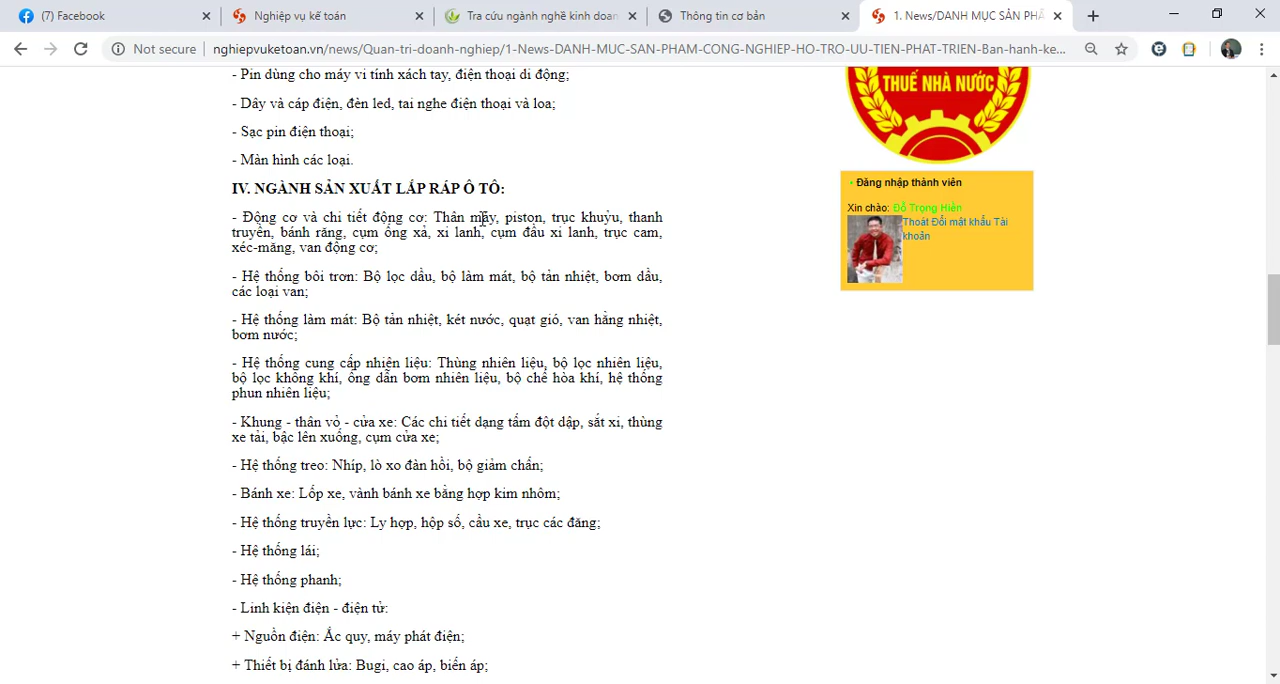 (7) Facebook
Nghiệp vụ kế toán
Tra cứu ngành nghề kinh doan
Thông tin cơ bản
1. News/DANH MỤC SẢN PHẨ
Not secure
nghiepvuketoan.vn/news/Quan-tri-doanh-nghiep/1-News-DANH-MUC-SAN-PHAM-CONG-NGHIEP-HO-TRO-UU-TIEN-PHAT-TRIEN-Ban-hanh-ke...
- Pin dùng cho máy vi tính xách tay, điện thoại di động;
- Dây và cáp điện, đèn led, tai nghe điện thoại và loa;
- Sạc pin điện thoại;
- Màn hình các loại.
IV. NGÀNH SẢN XUẤT LẮP RÁP Ô TÔ:
- Động cơ và chi tiết động cơ: Thân máy, piston, trục khuỷu, thanh
truyền, bánh răng, cụm ống xả, xi lanh, cụm đầu xi lanh, trục cam,
xéc-măng, van động cơ;
- Hệ thống bôi trơn: Bộ lọc dầu, bộ làm mát, bộ tản nhiệt, bơm dầu,
các loại van;
- Hệ thống làm mát: Bộ tản nhiệt, két nước, quạt gió, van hằng nhiệt,
bơm nước;
- Hệ thống cung cấp nhiên liệu: Thùng nhiên liệu, bộ lọc nhiên liệu,
bộ lọc không khí, ống dẫn bơm nhiên liệu, bộ chế hòa khí, hệ thống
phun nhiên liệu;
- Khung - thân vỏ - cửa xe: Các chi tiết dạng tấm đột dập, sắt xi, thùng
xe tải, bậc lên xuống, cụm cửa xe;
- Hệ thống treo: Nhíp, lò xo đàn hồi, bộ giảm chấn;
- Bánh xe: Lốp xe, vành bánh xe bằng hợp kim nhôm;
- Hệ thống truyền lực: Ly hợp, hộp số, cầu xe, trục các đăng;
- Hệ thống lái;
- Hệ thống phanh;
- Linh kiện điện - điện tử:
+ Nguồn điện: Ắc quy, máy phát điện;
+ Thiết bị đánh lửa: Bugi, cao áp, biến áp;
THUẾ NHÀ NƯỚC
Đăng nhập thành viên
Xin chào: Đỗ Trọng Hiến
Thoát Đổi mật khẩu Tài
khoản